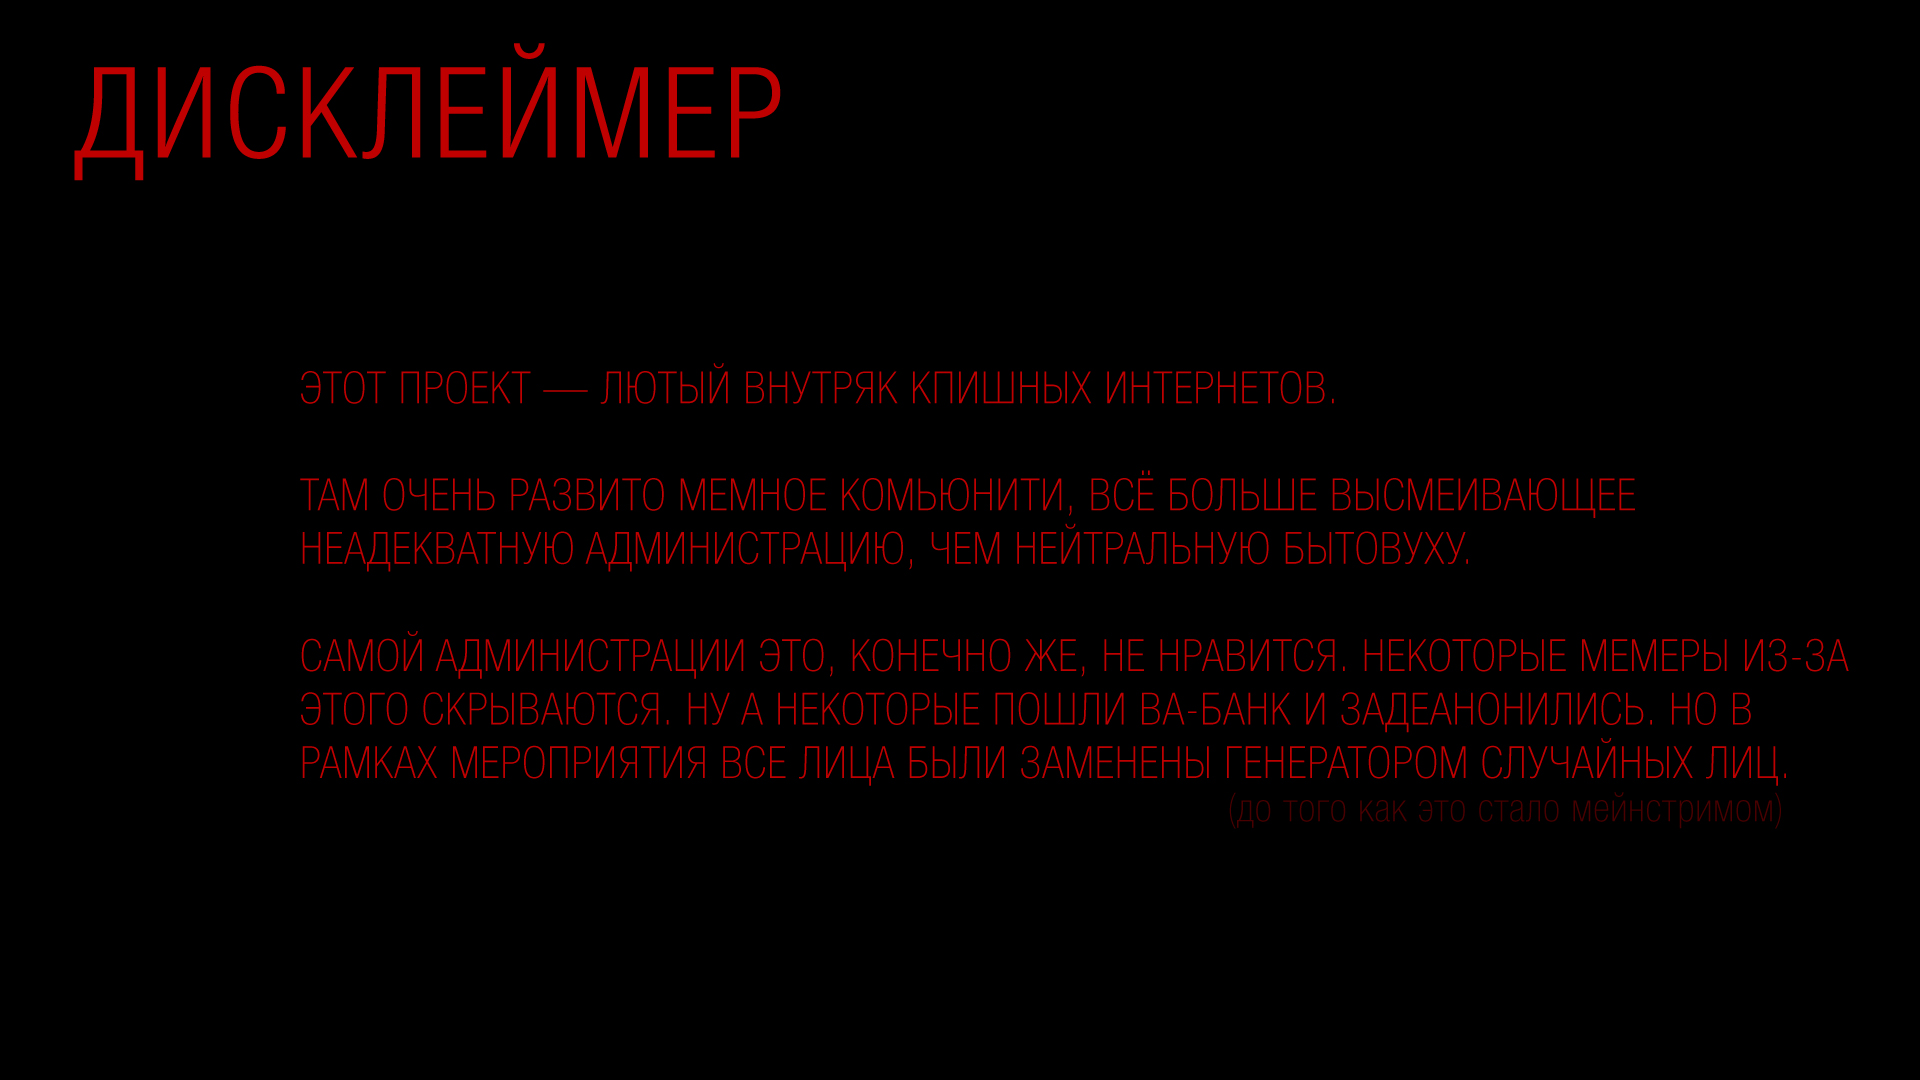 ДИСКЛЕЙМЕР
ЭТОТ ПРОЕКТ — ЛЮТЫЙ ВНУТРЯК КПИШНЫХ ИНТЕРНЕТОВ.
ТАМ ОЧЕНЬ РАЗВИТО МЕМНОЕ КОМЬЮНИТИ, ВСЁ БОЛЬШЕ ВЫСМЕИВАЮЩЕЕ
НЕАДЕКВАТНУЮ АДМИНИСТРАЦИЮ, ЧЕМ НЕЙТРАЛЬНУЮ БЫТОВУХУ.
САМОЙ АДМИНИСТРАЦИИ ЭТО, КОНЕЧНО ЖЕ, НЕ НРАВИТСЯ. НЕКОТОРЫЕ МЕМЕРЫ ИЗ-ЗА
ЭТОГО СКРЫВАЮТСЯ. НУ А НЕКОТОРЫЕ ПОШЛИ ВА-БАНК И ЗАДЕАНОНИЛИСЬ. НО В
РАМКАХ МЕРОПРИЯТИЯ ВСЕ ЛИЦА БЫЛИ ЗАМЕНЕНЫ ГЕНЕРАТОРОМ СЛУЧАЙНЫХ ЛИЦ.
(до того как это стало мейнстримом)